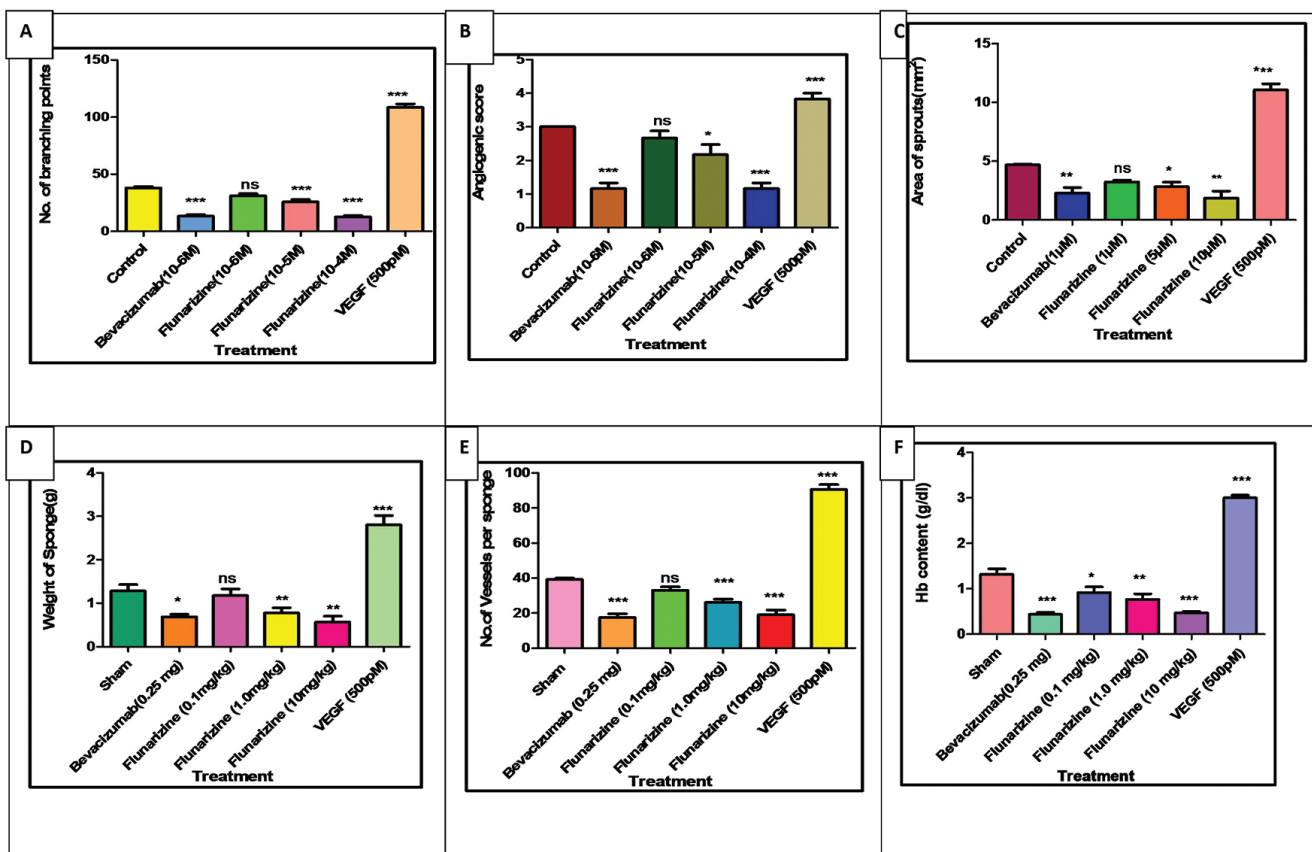 A
No. of branching points
150
100
50
0
***
ns
***
***
***
Control
Bevacizumab(10-6M)
Flunarizine(10-6M)
Flunarizine(10-5M)
Flunarizine(10-4M)
VEGF (500pM)
Treatment
B
Angiogenic score
5
4
3
2
1
0
***
ns
*
***
***
Control
Bevacizumab(10-6M)
Flunarizine(10-6M)
Flunarizine(10-5M)
Flunarizine(10-4M)
VEGF (500pM)
Treatment
C
Area of sprouts(mm²)
15
10
5
0
**
ns
*
**
***
Control
Bevacizumab(1µM)
Flunarizine (1µM)
Flunarizine (5µM)
Flunarizine (10µM)
VEGF (500pM)
Treatment
D
Weight of Sponge(g)
4
3
2
1
0
*
ns
**
**
***
Sham
Bevacizumab(0.25 mg)
Flunarizine (0.1mg/kg)
Flunarizine (1.0mg/kg)
Flunarizine (10mg/kg)
VEGF (500pM)
Treatment
E
No.of Vessels per sponge
100
80
60
40
20
0
***
ns
***
***
***
Sham
Bevacizumab (0.25 mg)
Flunarizine (0.1mg/kg)
Flunarizine (1.0mg/kg)
Flunarizine (10mg/kg)
VEGF (500pM)
Treatment
F
Hb content (g/dl)
4
3
2
1
0
***
*
**
***
***
Sham
Bevacizumab(0.25 mg)
Flunarizine (0.1 mg/kg)
Flunarizine (1.0 mg/kg)
Flunarizine (10 mg/kg)
VEGF (500pM)
Treatment